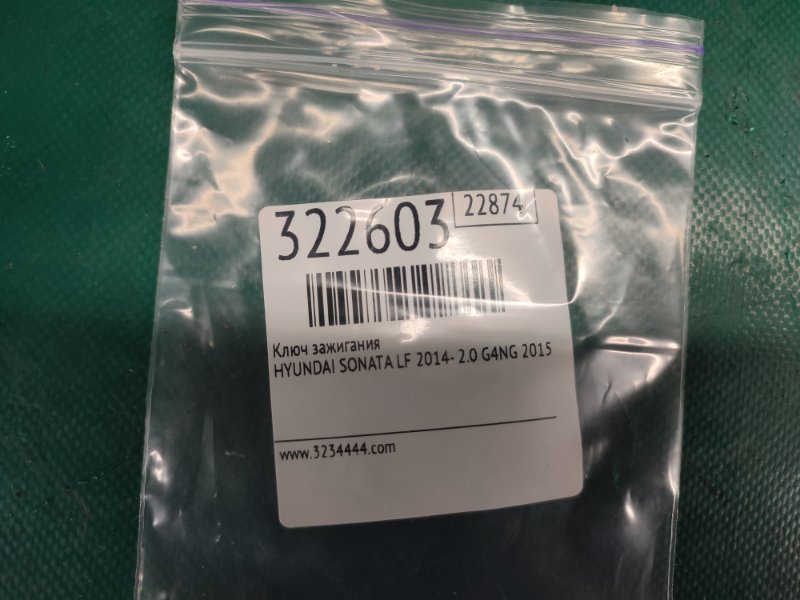 322603
22874
Ключ зажигания
HYUNDAI SONATA LF 2014- 2.0 G4NG 2015
www.3234444.com